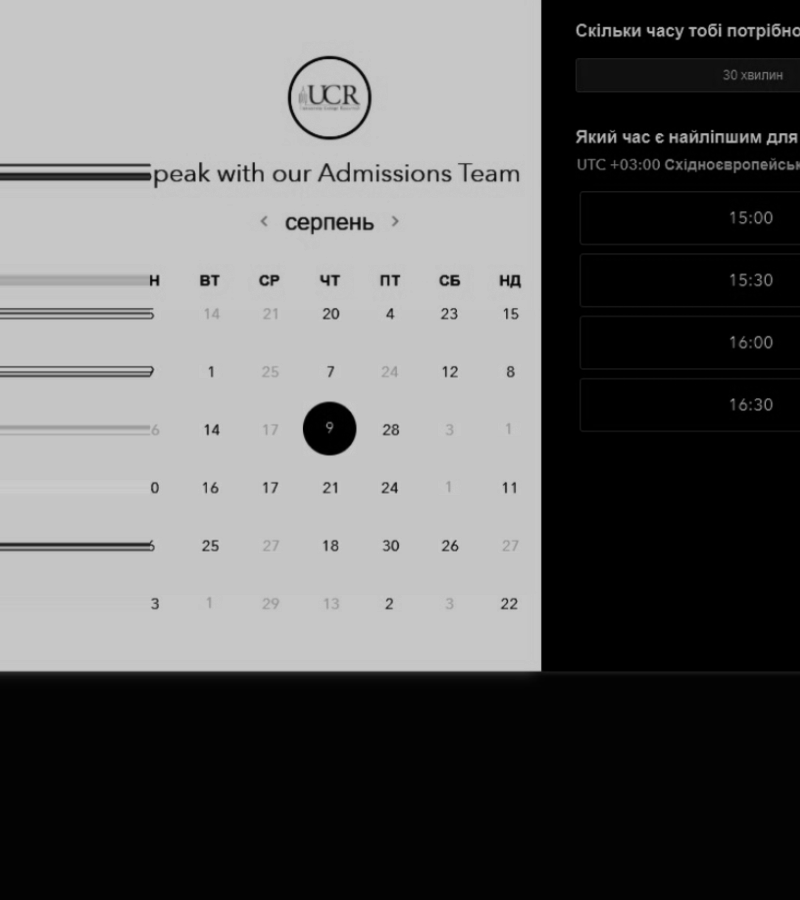 UCR
peak with our Admissions Team
< серпень >
Н ВТ СР ЧТ ПТ СБ НД
14 21 20 4 23 15
1 25 7 24 12 8
6 14 17 9 28 3 1
0 16 17 21 24 1 11
25 27 18 30 26 27
3 1 29 13 2 3 22
Скільки часу тобі потрібно
30 хвилин
Який час є найліпшим для
UTC +03:00 Східноєвропейськ
15:00
15:30
16:00
16:30